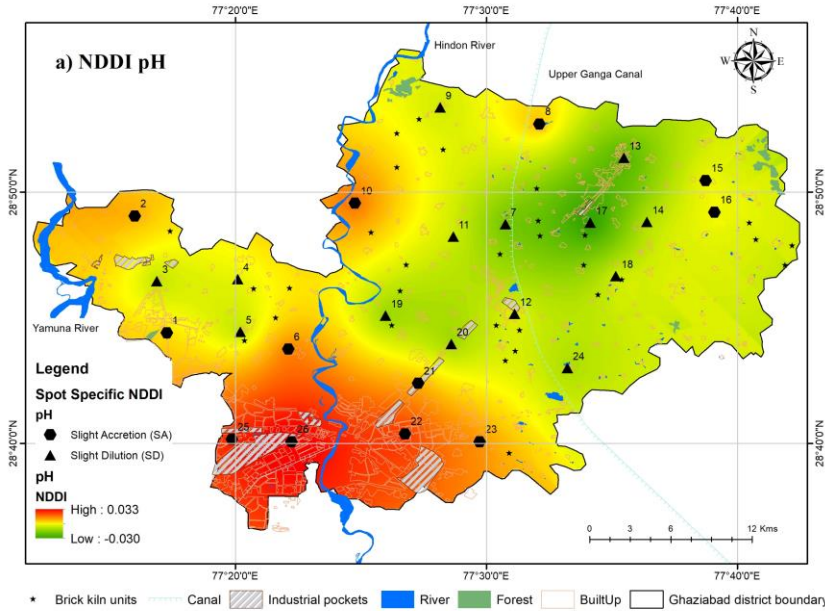 77°20'0"E 77°30'0"E 77°40'0"E
a) NDDI pH
Hindon River
Upper Ganga Canal
N
W E
S
9
8
13
28°50'0"N 28°50'0"N
15
10
2
16
7
17
14
11
4
3
18
19
12
1
5
Yamuna River
6
20
24
21
Legend
Spot Specific NDDI
pH
Slight Accretion (SA)
Slight Dilution (SD)
pH
NDDI
High : 0.033
Low : -0.030
25
26
22
23
28°40'0"N 28°40'0"N
0 3 6 9 12 Kms
77°20'0"E 77°30'0"E 77°40'0"E
Brick kiln units Canal Industrial pockets River Forest BuiltUp Ghaziabad district boundary